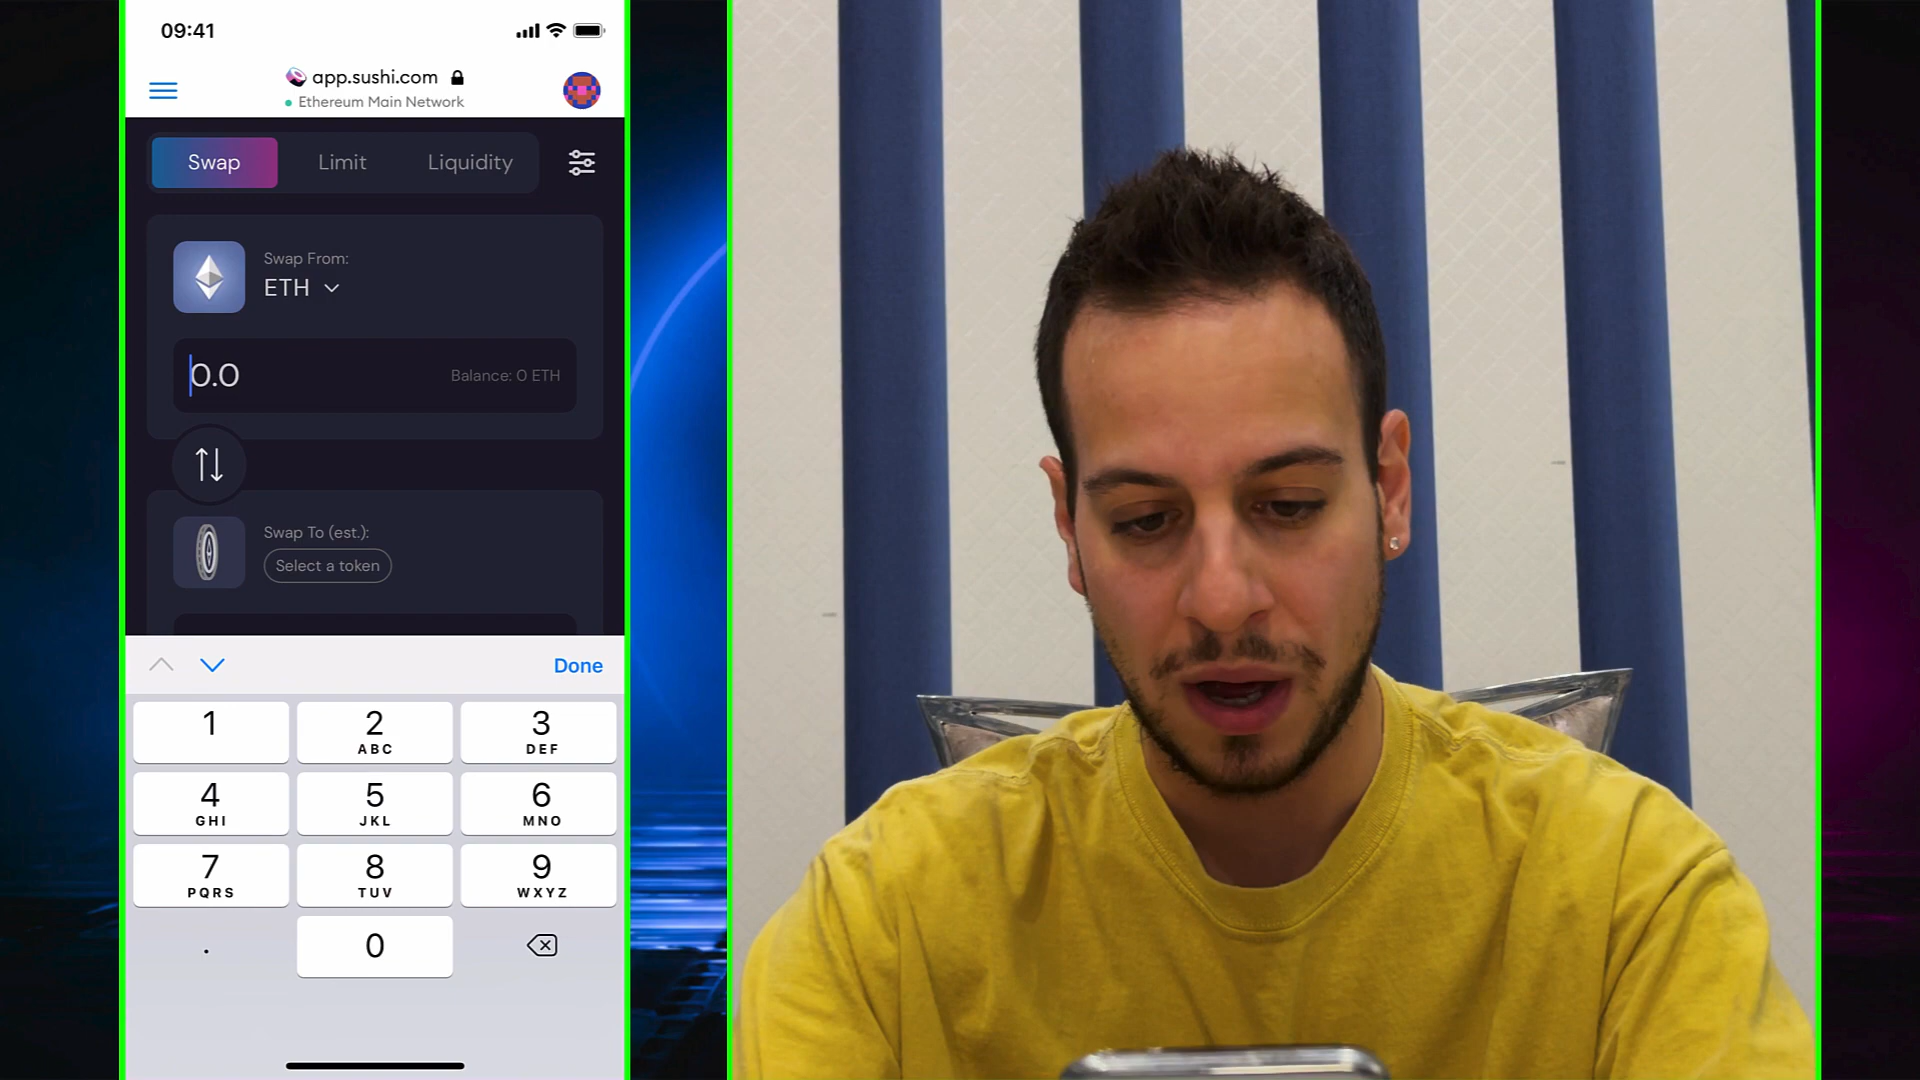 09:41
app.sushi.com
Ethereum Main Network
Swap
Limit
Liquidity
Swap From:
ETH
0.0
Balance: 0 ETH
Swap To (est.):
Select a token
Done
1
2
ABC
3
DEF
4
GHI
5
JKL
6
MNO
7
PQRS
8
TUV
9
WXYZ
.
0